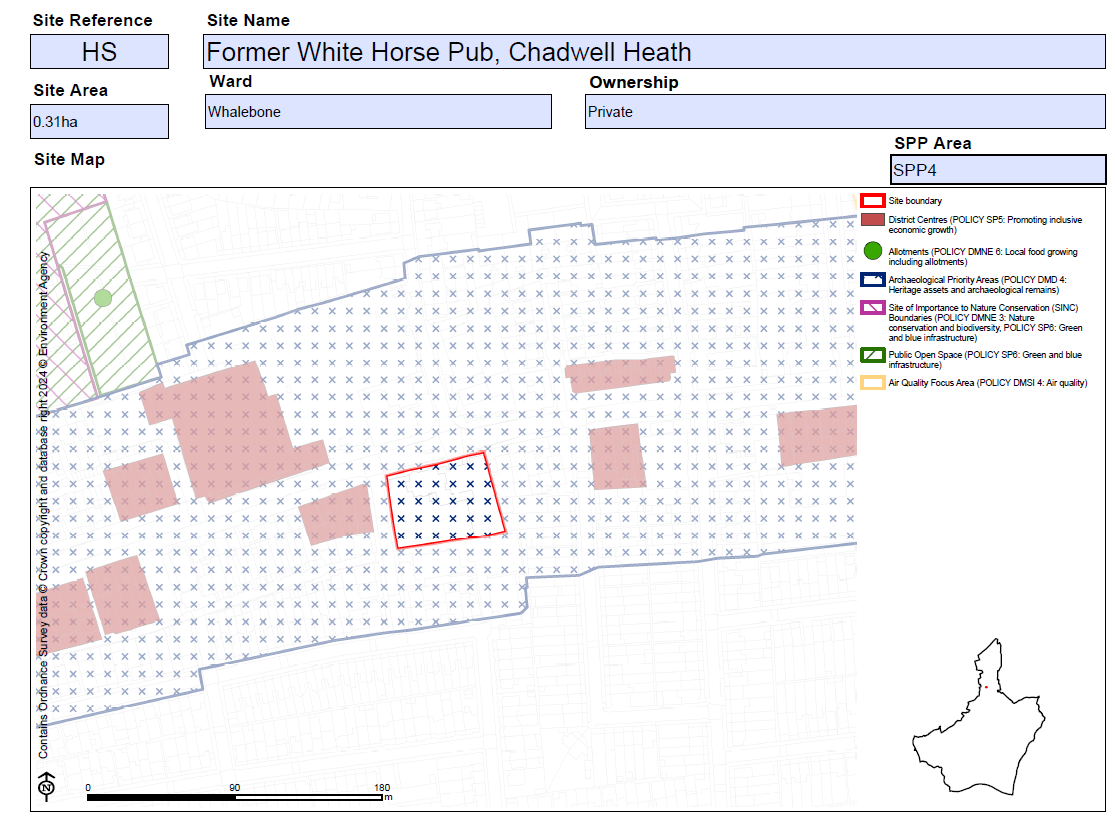 Site Reference
Site Name
HS
Former White Horse Pub, Chadwell Heath
Site Area
Ward
Ownership
0.31ha
Whalebone
Private
Site Map
SPP Area
SPP4
Site boundary
District Centres (POLICY SP5: Promoting inclusive
economic growth)
Allotments (POLICY DMNE 6: Local food growing
including allotments)
Archaeological Priority Areas (POLICY DMD 4:
Heritage assets and archaeological remains)
Site of Importance to Nature Conservation (SINC)
Boundaries (POLICY DMNE 3: Nature
conservation and biodiversity, POLICY SP6: Green
and blue infrastructure)
Public Open Space (POLICY SP6: Green and blue
infrastructure)
Air Quality Focus Area (POLICY DMSI 4: Air quality)
Contains Ordnance Survey data © Crown copyright and database right 2024 © Environment Agency
N
0 90 180
m